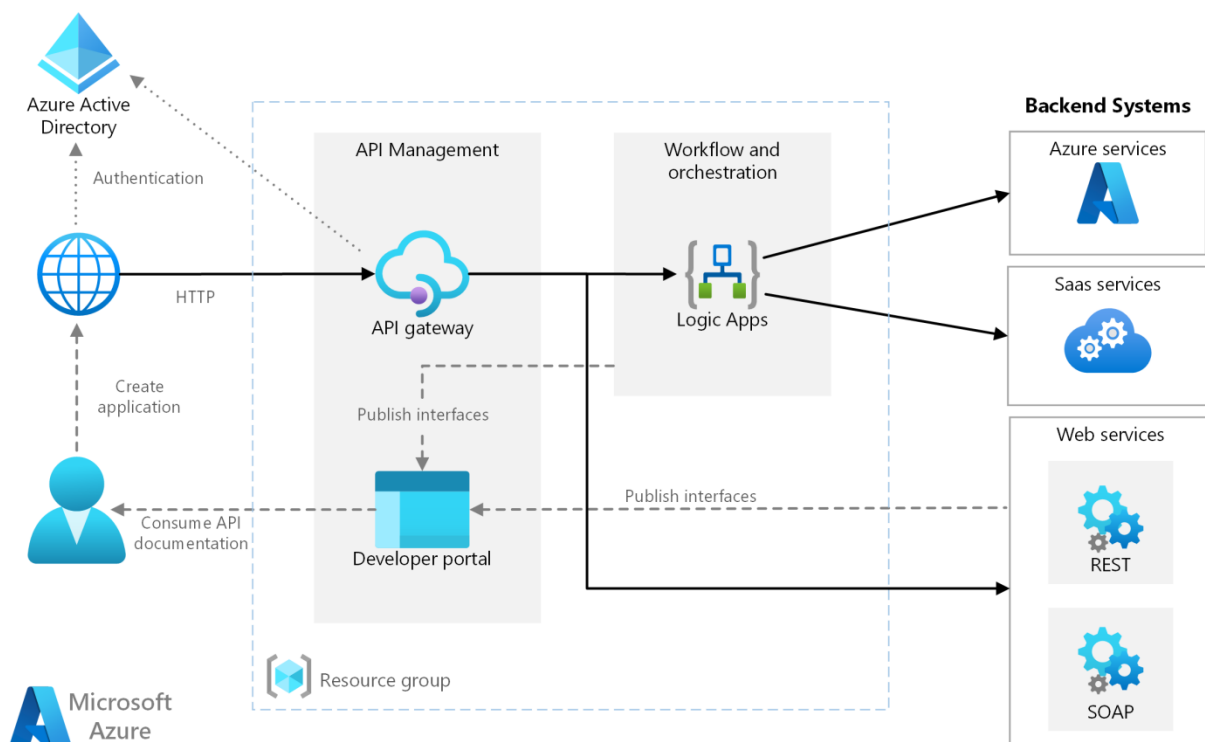 Azure Active
Directory
Authentication
HTTP
Create
application
Consume API
documentation
API Management
API gateway
Publish interfaces
Developer portal
Workflow and
orchestration
Logic Apps
Publish interfaces
Resource group
Backend Systems
Azure services
Saas services
Web services
REST
SOAP
Microsoft
Azure